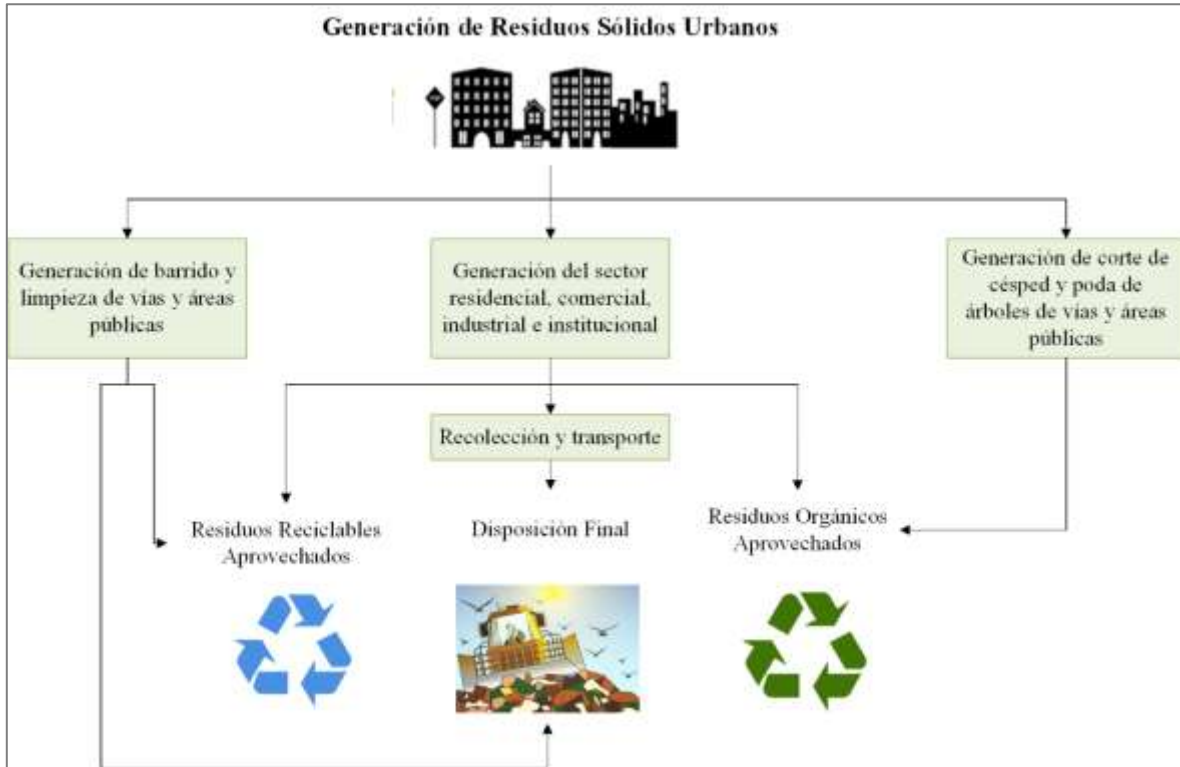 Generación de Residuos Sólidos Urbanos
Generación de barrido y
limpieza de vías y áreas
públicas
Generación del sector
residencial, comercial,
industrial e institucional
Generación de corte de
césped y poda de
árboles de vías y áreas
públicas
Recolección y transporte
Residuos Reciclables
Aprovechados
Disposición Final
Residuos Orgánicos
Aprovechados